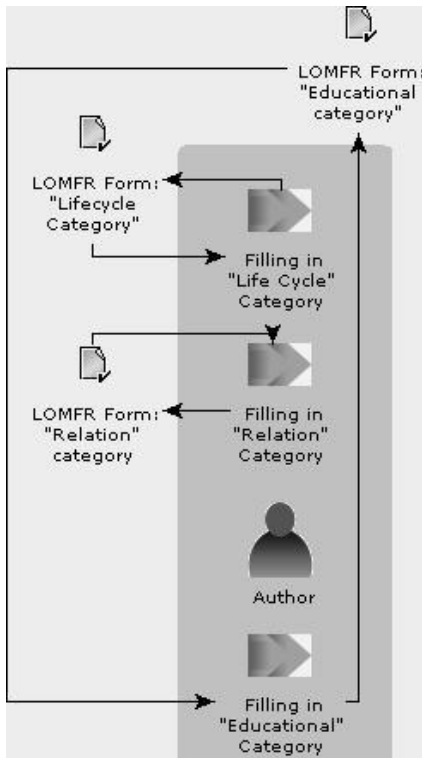 LOMFR Form:
"Educational
category"
LOMFR Form:
"Lifecycle
Category"
Filling in
"Life Cycle"
Category
LOMFR Form:
"Relation"
category
Filling in
"Relation"
Category
Author
Filling in
"Educational"
Category